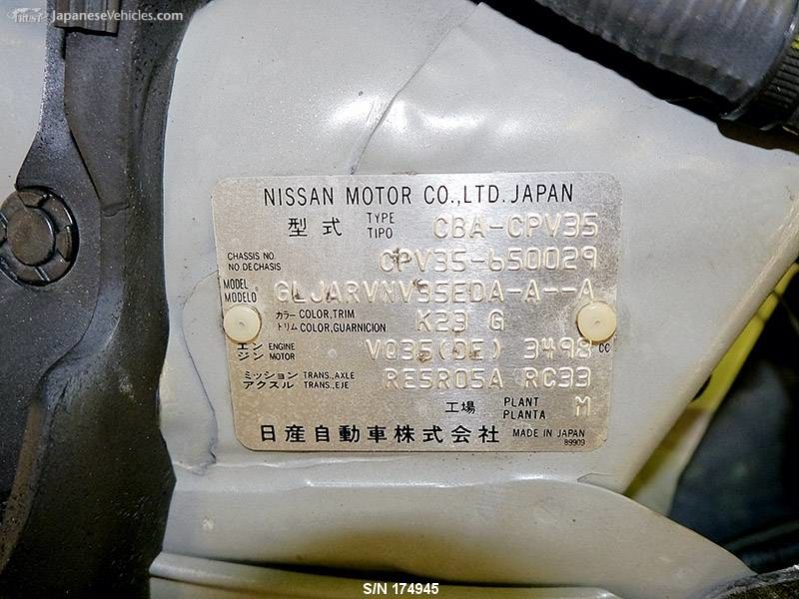 TRUST JapaneseVehicles.com
NISSAN MOTOR CO.,LTD. JAPAN
型式 TYPE TIPO CBA-CPV35
CHASSIS NO. NO DE CHASIS CPV35-650029
MODEL MODELO GLJARVNV35EDA-A--A
カラー COLOR, TRIM
トリム COLOR, GUARNICION K23 G
エンジン ENGINE MOTOR VQ35(DE) 3498 cc
ミッション TRANS., AXLE
アクスル TRANS., EJE RE5R05A RC33
工場 PLANT PLANTA M
日産自動車株式会社 MADE IN JAPAN
89909
S/N 174945